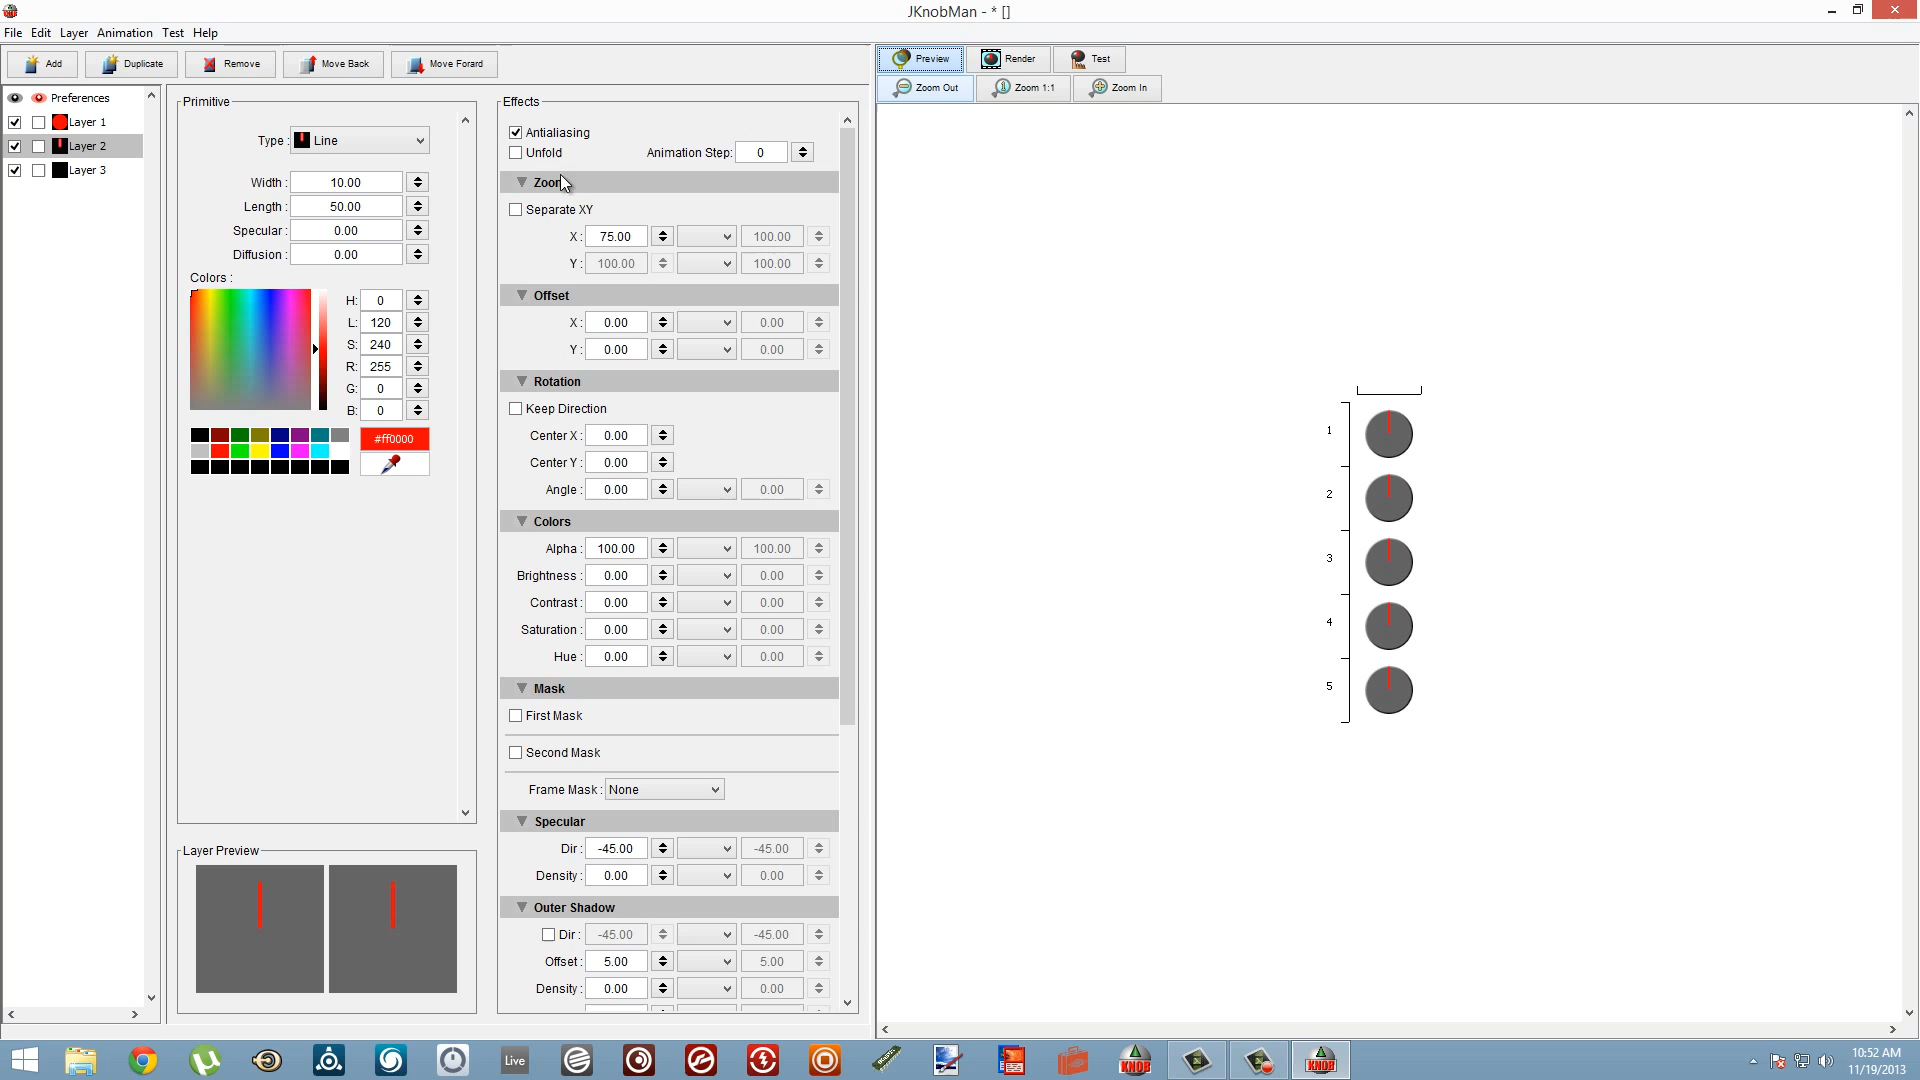 JKnobMan - * []
File Edit Layer Animation Test Help
Add Duplicate Remove Move Back Move Forard
Preview Render Test
Zoom Out Zoom 1:1 Zoom In
Preferences
Layer 1
Layer 2
Layer 3
Primitive
Type : Line
Width : 10.00
Length : 50.00
Specular : 0.00
Diffusion : 0.00
Colors :
H: 0
L: 120
S: 240
R: 255
G: 0
B: 0
#ff0000
Layer Preview
Effects
Antialiasing
Unfold Animation Step: 0
Zoom
Separate XY
X : 75.00 100.00
Y : 100.00 100.00
Offset
X : 0.00 0.00
Y : 0.00 0.00
Rotation
Keep Direction
Center X : 0.00
Center Y : 0.00
Angle : 0.00 0.00
Colors
Alpha : 100.00 100.00
Brightness : 0.00 0.00
Contrast : 0.00 0.00
Saturation : 0.00 0.00
Hue : 0.00 0.00
Mask
First Mask
Second Mask
Frame Mask : None
Specular
Dir : -45.00 -45.00
Density : 0.00 0.00
Outer Shadow
Dir : -45.00 -45.00
Offset : 5.00 5.00
Density : 0.00 0.00
1
2
3
4
5
Live
KNOB
KNOB
10:52 AM
11/19/2013